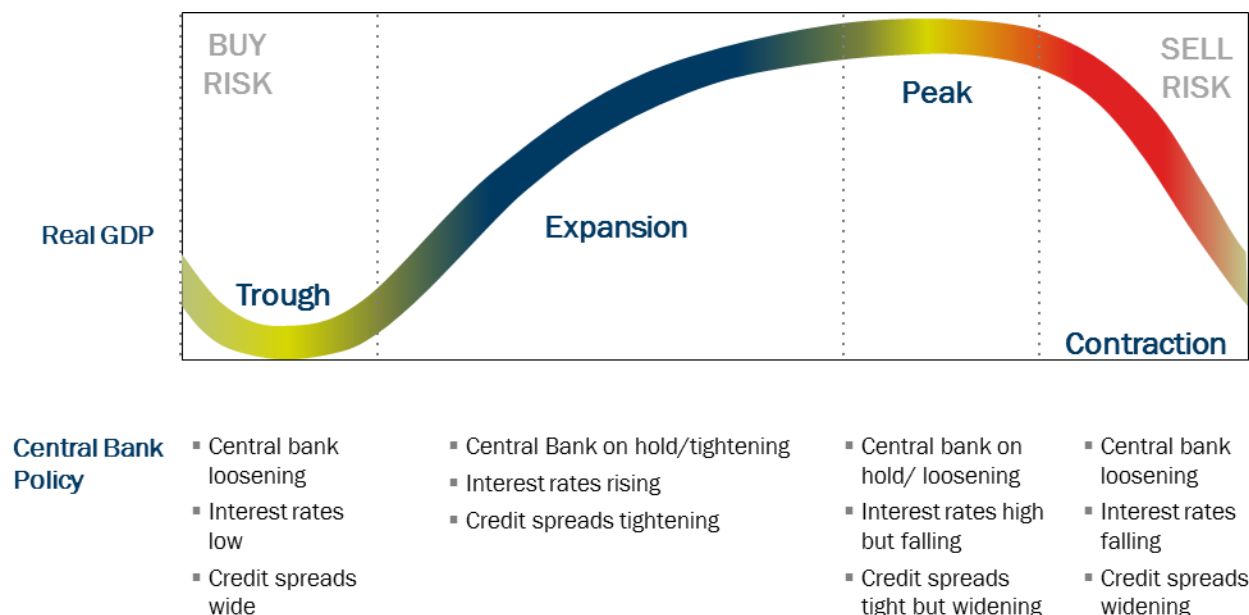 BUY
RISK
SELL
RISK
Peak
Expansion
Real GDP
Trough
Contraction
Central Bank
Policy
▪ Central bank
loosening
▪ Interest rates
low
▪ Credit spreads
wide
▪ Central Bank on hold/tightening
▪ Interest rates rising
▪ Credit spreads tightening
▪ Central bank on
hold/ loosening
▪ Interest rates high
but falling
▪ Credit spreads
tight but widening
▪ Central bank
loosening
▪ Interest rates
falling
▪ Credit spreads
widening